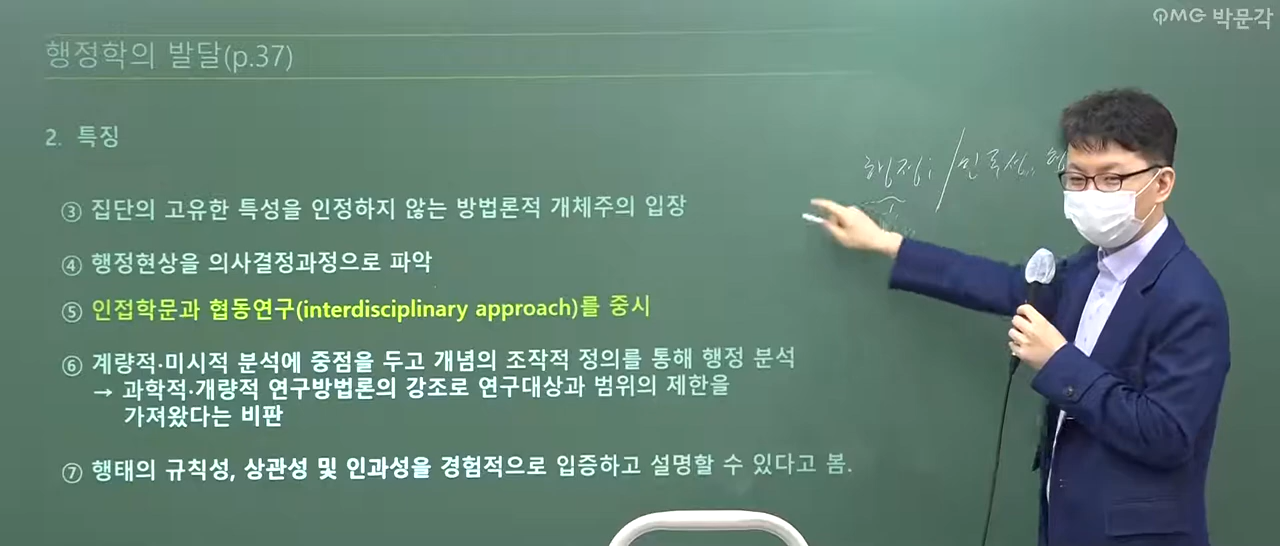 PMG 박문각
행정학의 발달(p.37)
2. 특징
③ 집단의 고유한 특성을 인정하지 않는 방법론적 개체주의 입장
④ 행정현상을 의사결정과정으로 파악
⑤ 인접학문과 협동연구(interdisciplinary approach)를 중시
⑥ 계량적·미시적 분석에 중점을 두고 개념의 조작적 정의를 통해 행정 분석
→ 과학적·개량적 연구방법론의 강조로 연구대상과 범위의 제한을
가져왔다는 비판
⑦ 행태의 규칙성, 상관성 및 인과성을 경험적으로 입증하고 설명할 수 있다고 봄.